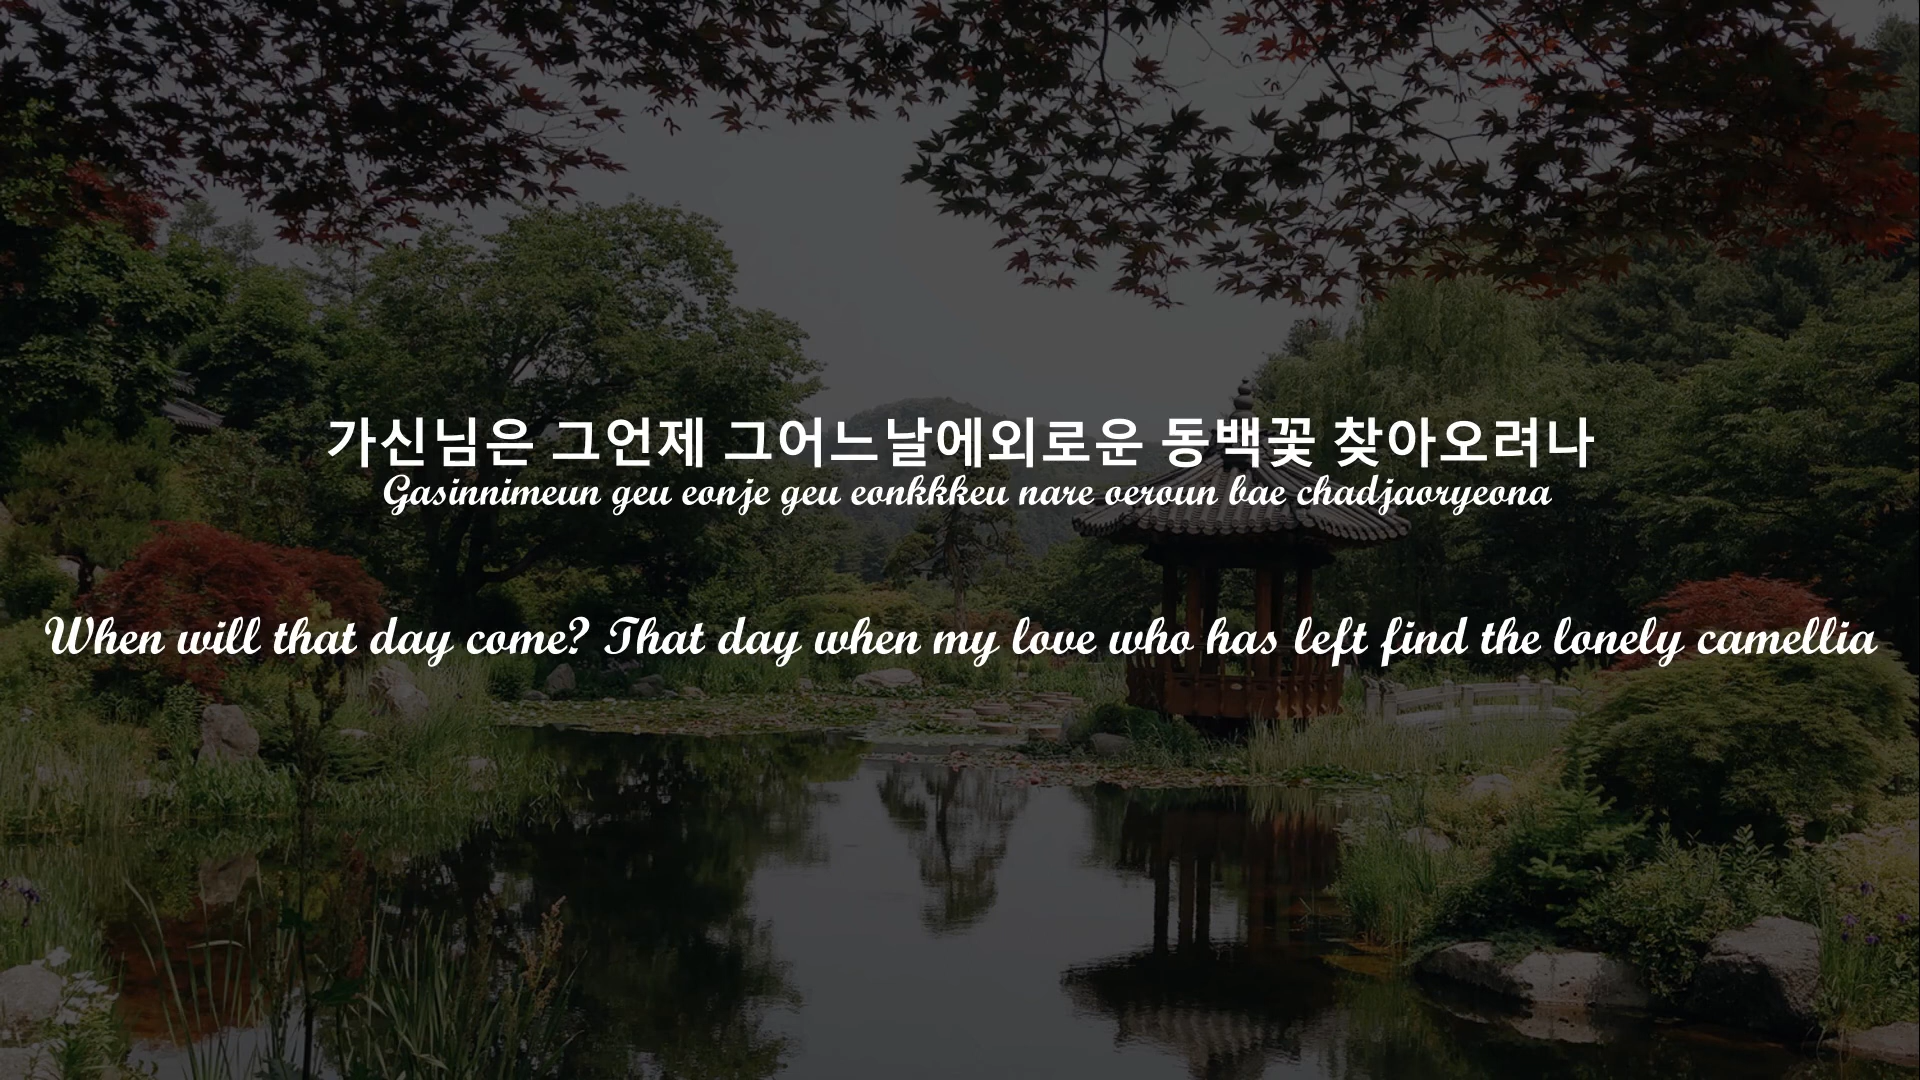 가신님은 그언제 그어느날에외로운 동백꽃 찾아오려나
Gasinnimeun geu eonje geu eonkkkeu nare oeroun bae chadjaoryeona
When will that day come? That day when my love who has left find the lonely camellia